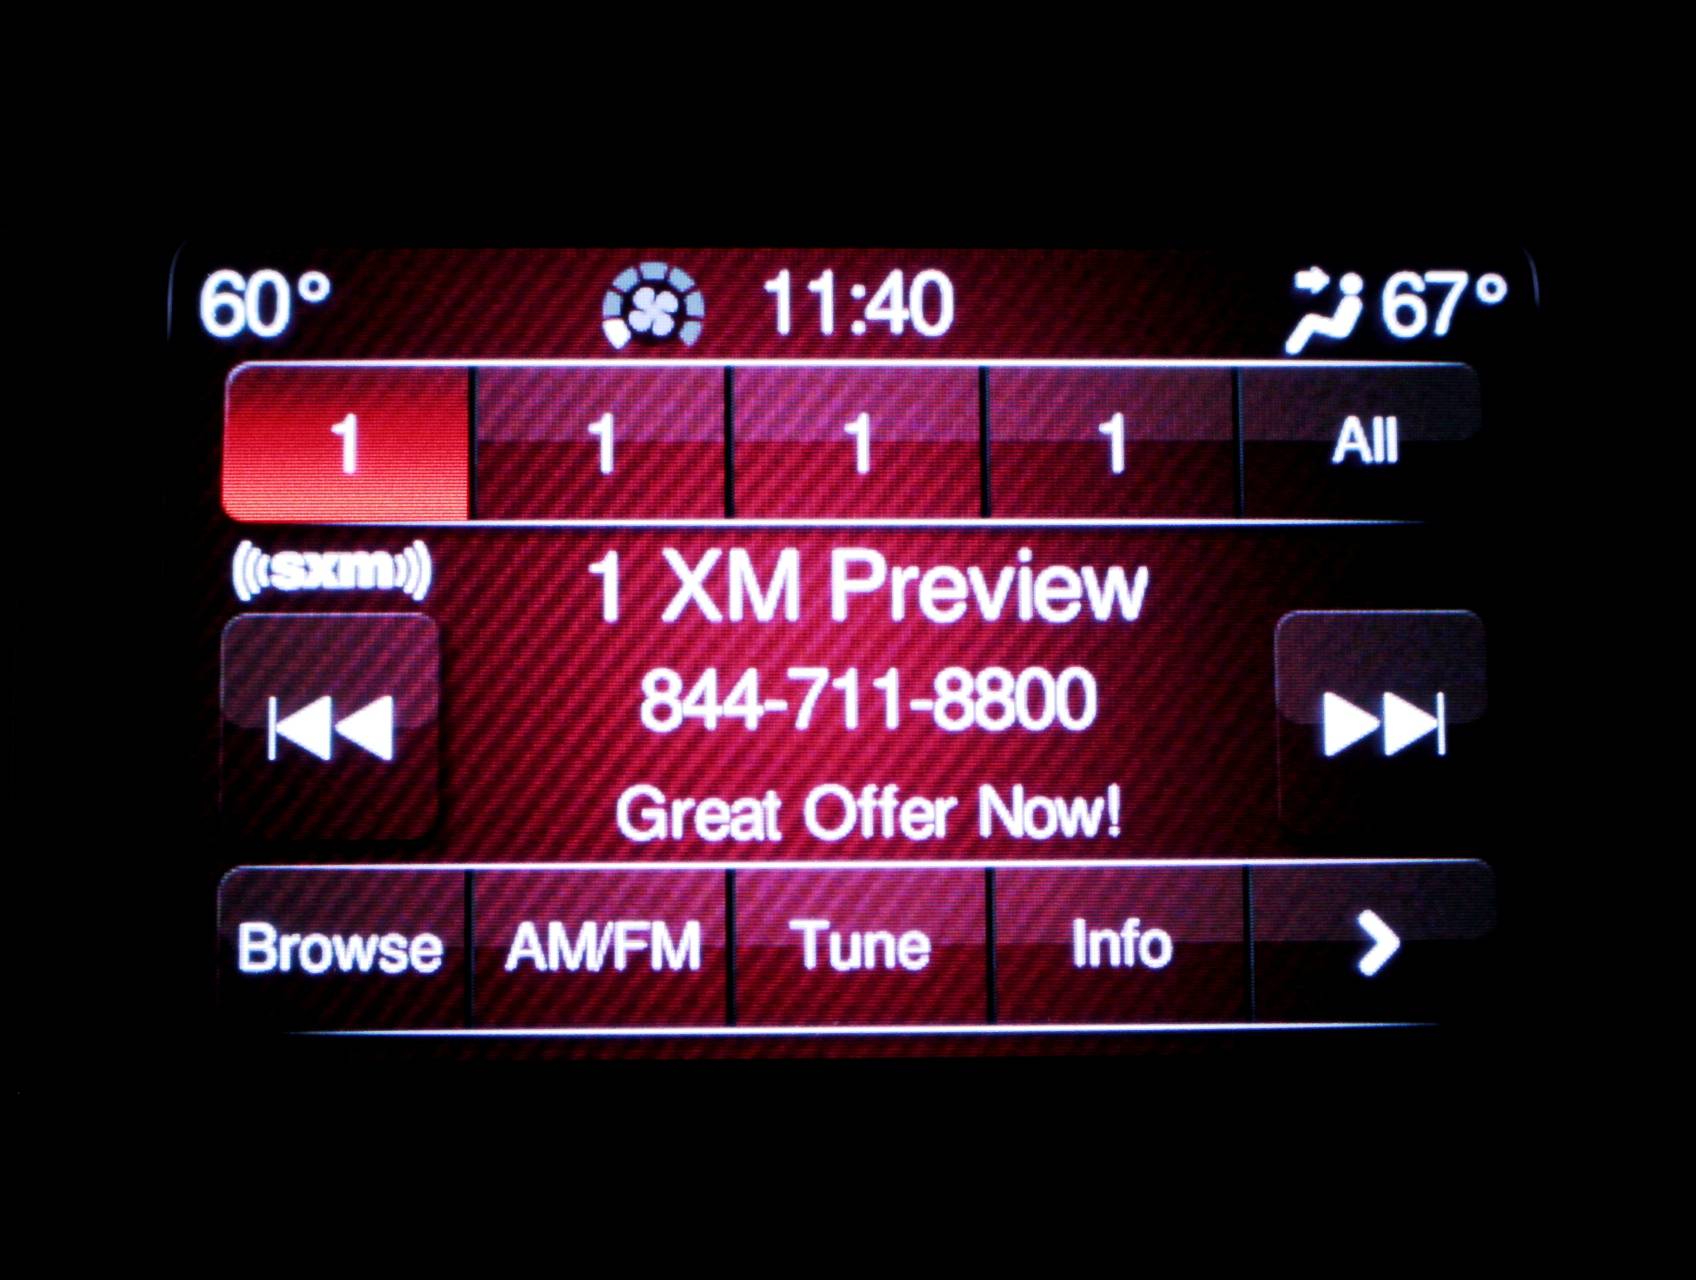 60° 11:40 67°
1 1 1 1 All
sxm 1 XM Preview
844-711-8800
Great Offer Now!
Browse AM/FM Tune Info